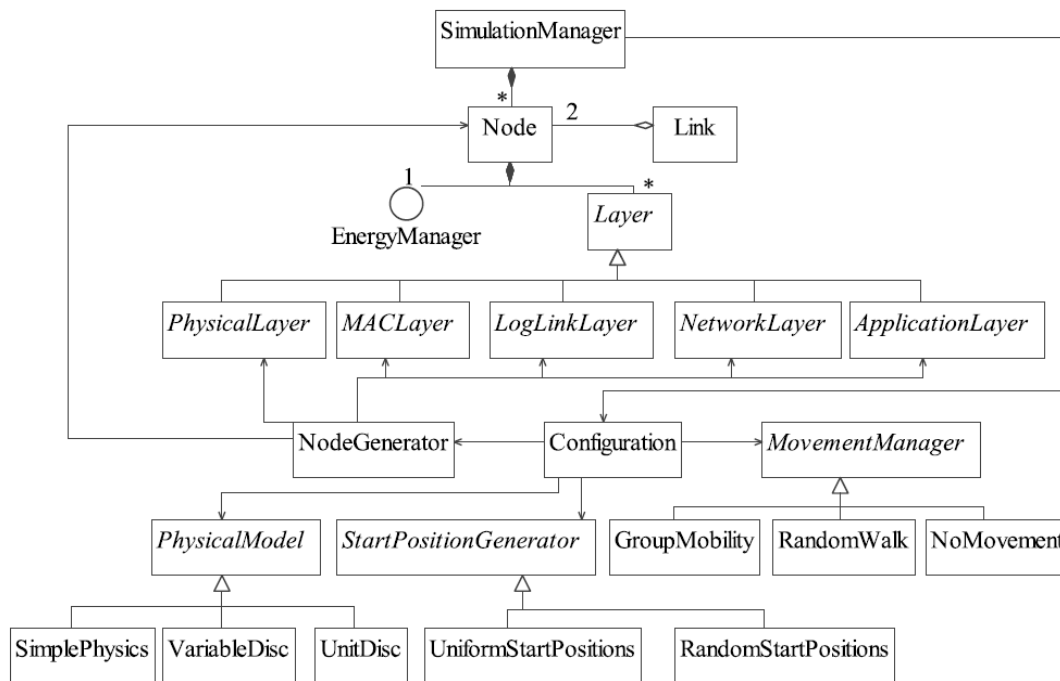 SimulationManager
*
Node
2
Link
1
*
EnergyManager
Layer
PhysicalLayer
MACLayer
LogLinkLayer
NetworkLayer
ApplicationLayer
NodeGenerator
Configuration
MovementManager
PhysicalModel
StartPositionGenerator
GroupMobility
RandomWalk
NoMovement
SimplePhysics
VariableDisc
UnitDisc
UniformStartPositions
RandomStartPositions